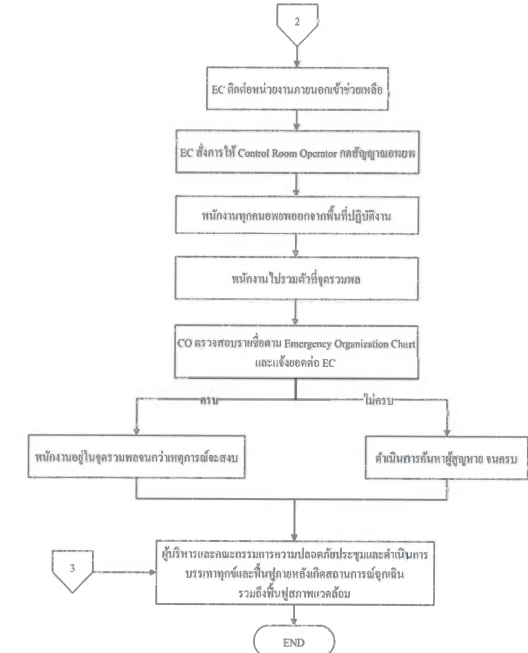 2
EC ติดต่อหน่วยงานภายนอกเข้าช่วยเหลือ
EC สั่งการให้ Control Room Operator กดสัญญาณอพยพ
พนักงานทุกคนอพยพออกจากพื้นที่ปฏิบัติงาน
พนักงานไปรวมตัวที่จุดรวมพล
CO ตรวจสอบรายชื่อตาม Emergency Organization Chart
และแจ้งยอดต่อ EC
ครบ
ไม่ครบ
พนักงานอยู่ในจุดรวมพลจนกว่าเหตุการณ์จะสงบ
ดำเนินการค้นหาผู้สูญหาย จนครบ
ผู้บริหารและคณะกรรมการความปลอดภัยประชุมและดำเนินการ
บรรเทาทุกข์และฟื้นฟูภายหลังเกิดสถานการณ์ฉุกเฉิน
รวมถึงฟื้นฟูสภาพแวดล้อม
3
END